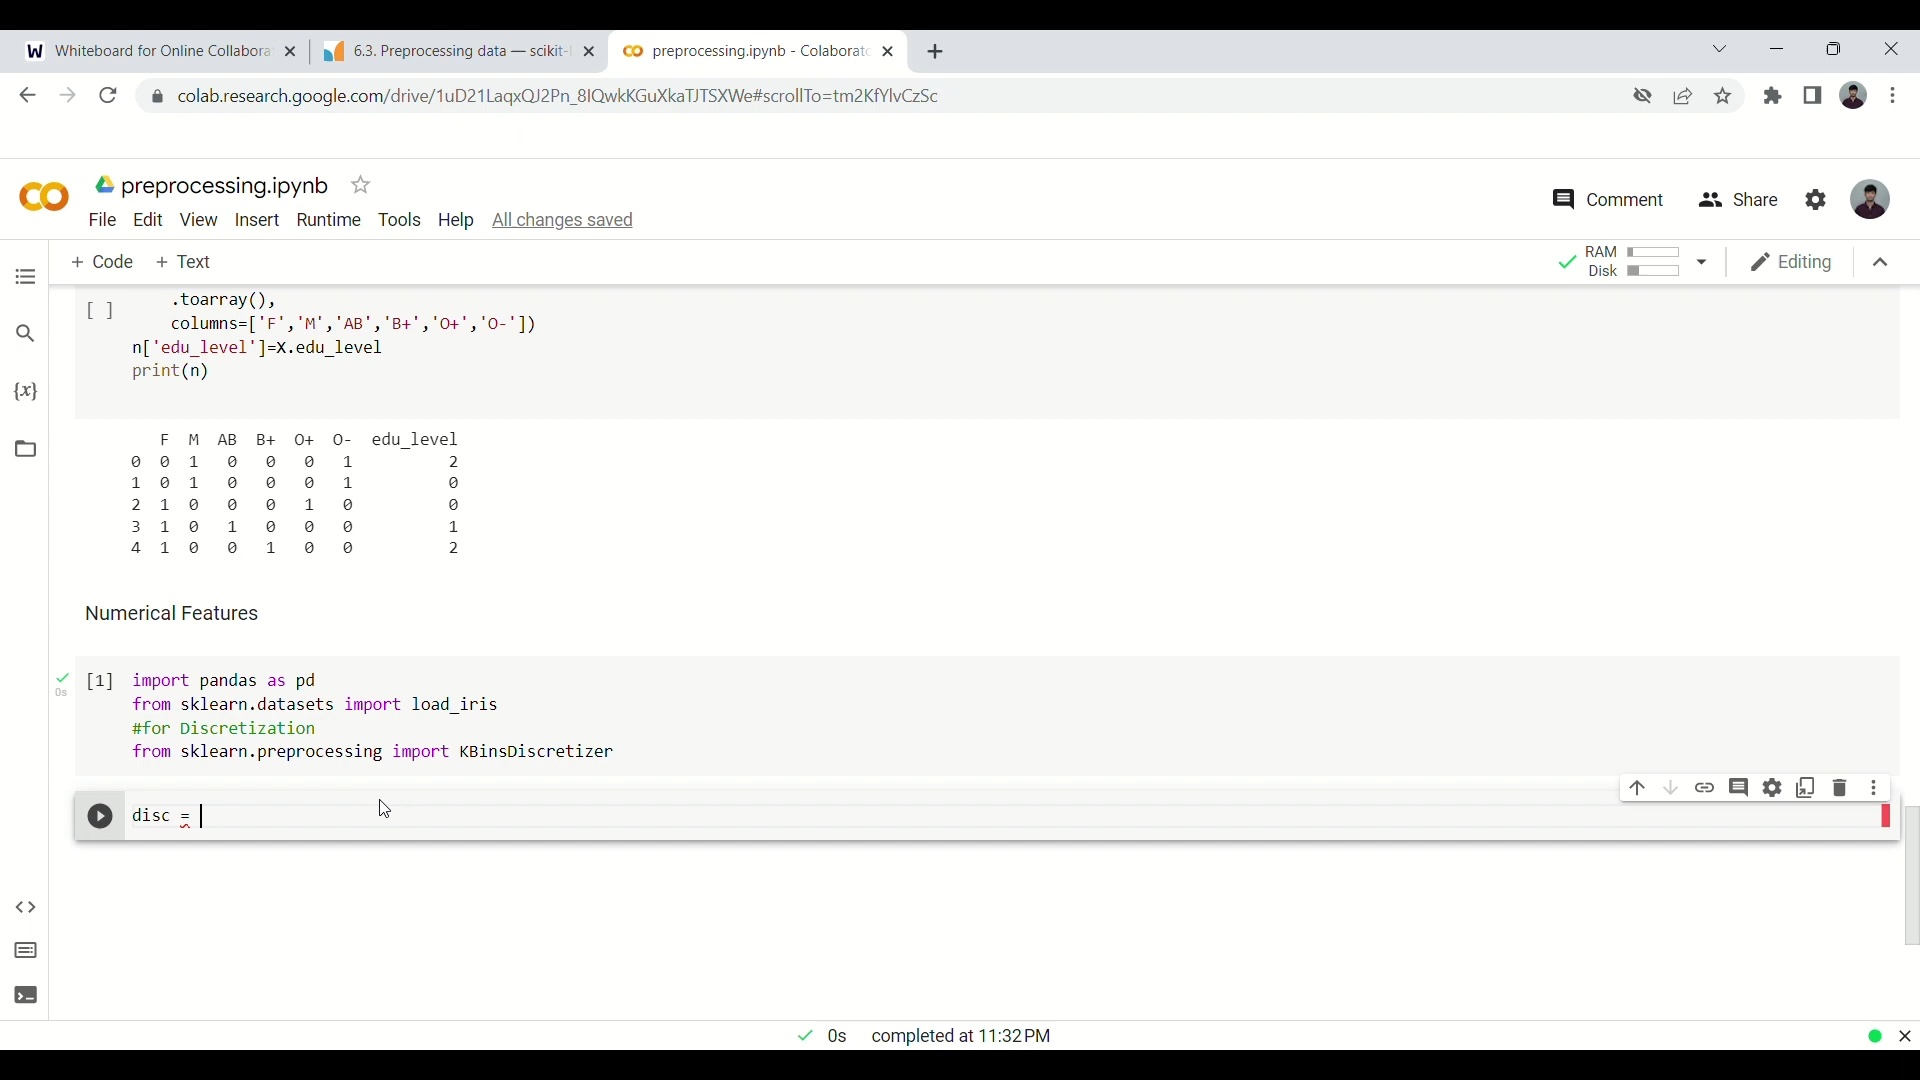 Whiteboard for Online Collabora
6.3. Preprocessing data — scikit-l
preprocessing.ipynb - Colaborato
colab.research.google.com/drive/1uD21LaqxQJ2Pn_8IQwkKGuXkaTJTSXWe#scrollTo=tm2KfYlvCzSc
preprocessing.ipynb
File Edit View Insert Runtime Tools Help All changes saved
Comment Share
+ Code + Text
RAM
Disk
Editing
[ ] .toarray(),
columns=['F','M','AB','B+','O+','O-'])
n['edu_level']=X.edu_level
print(n)
F M AB B+ O+ O- edu_level
0 0 1 0 0 0 1 2
1 0 1 0 0 0 1 0
2 1 0 0 0 1 0 0
3 1 0 1 0 0 0 1
4 1 0 0 1 0 0 2
Numerical Features
[1] import pandas as pd
0s from sklearn.datasets import load_iris
#for Discretization
from sklearn.preprocessing import KBinsDiscretizer
disc =
0s completed at 11:32 PM